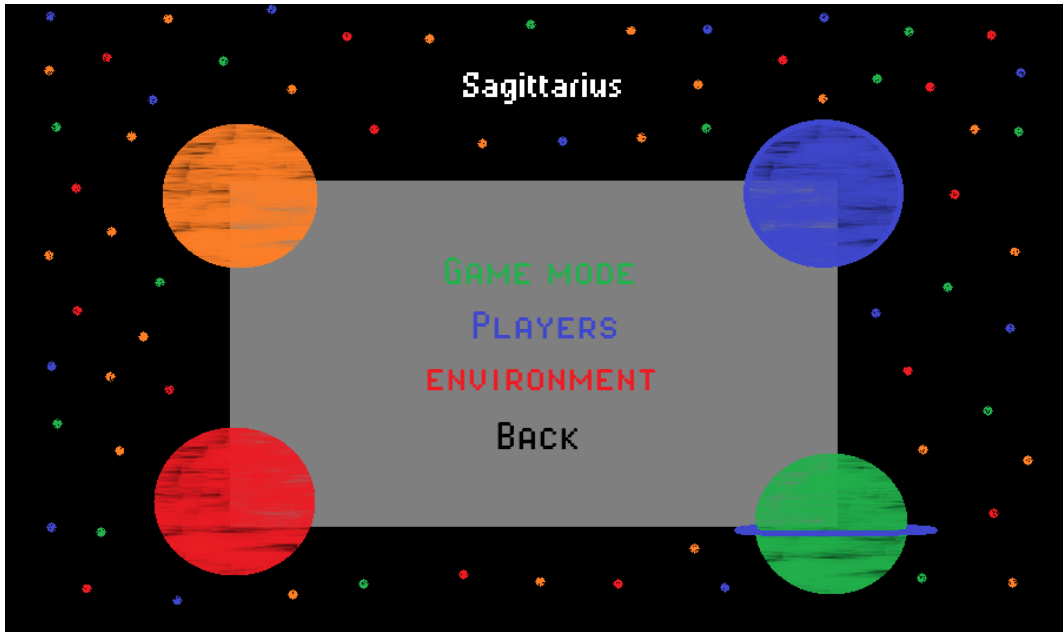 Sagittarius
Game mode
Players
environment
Back